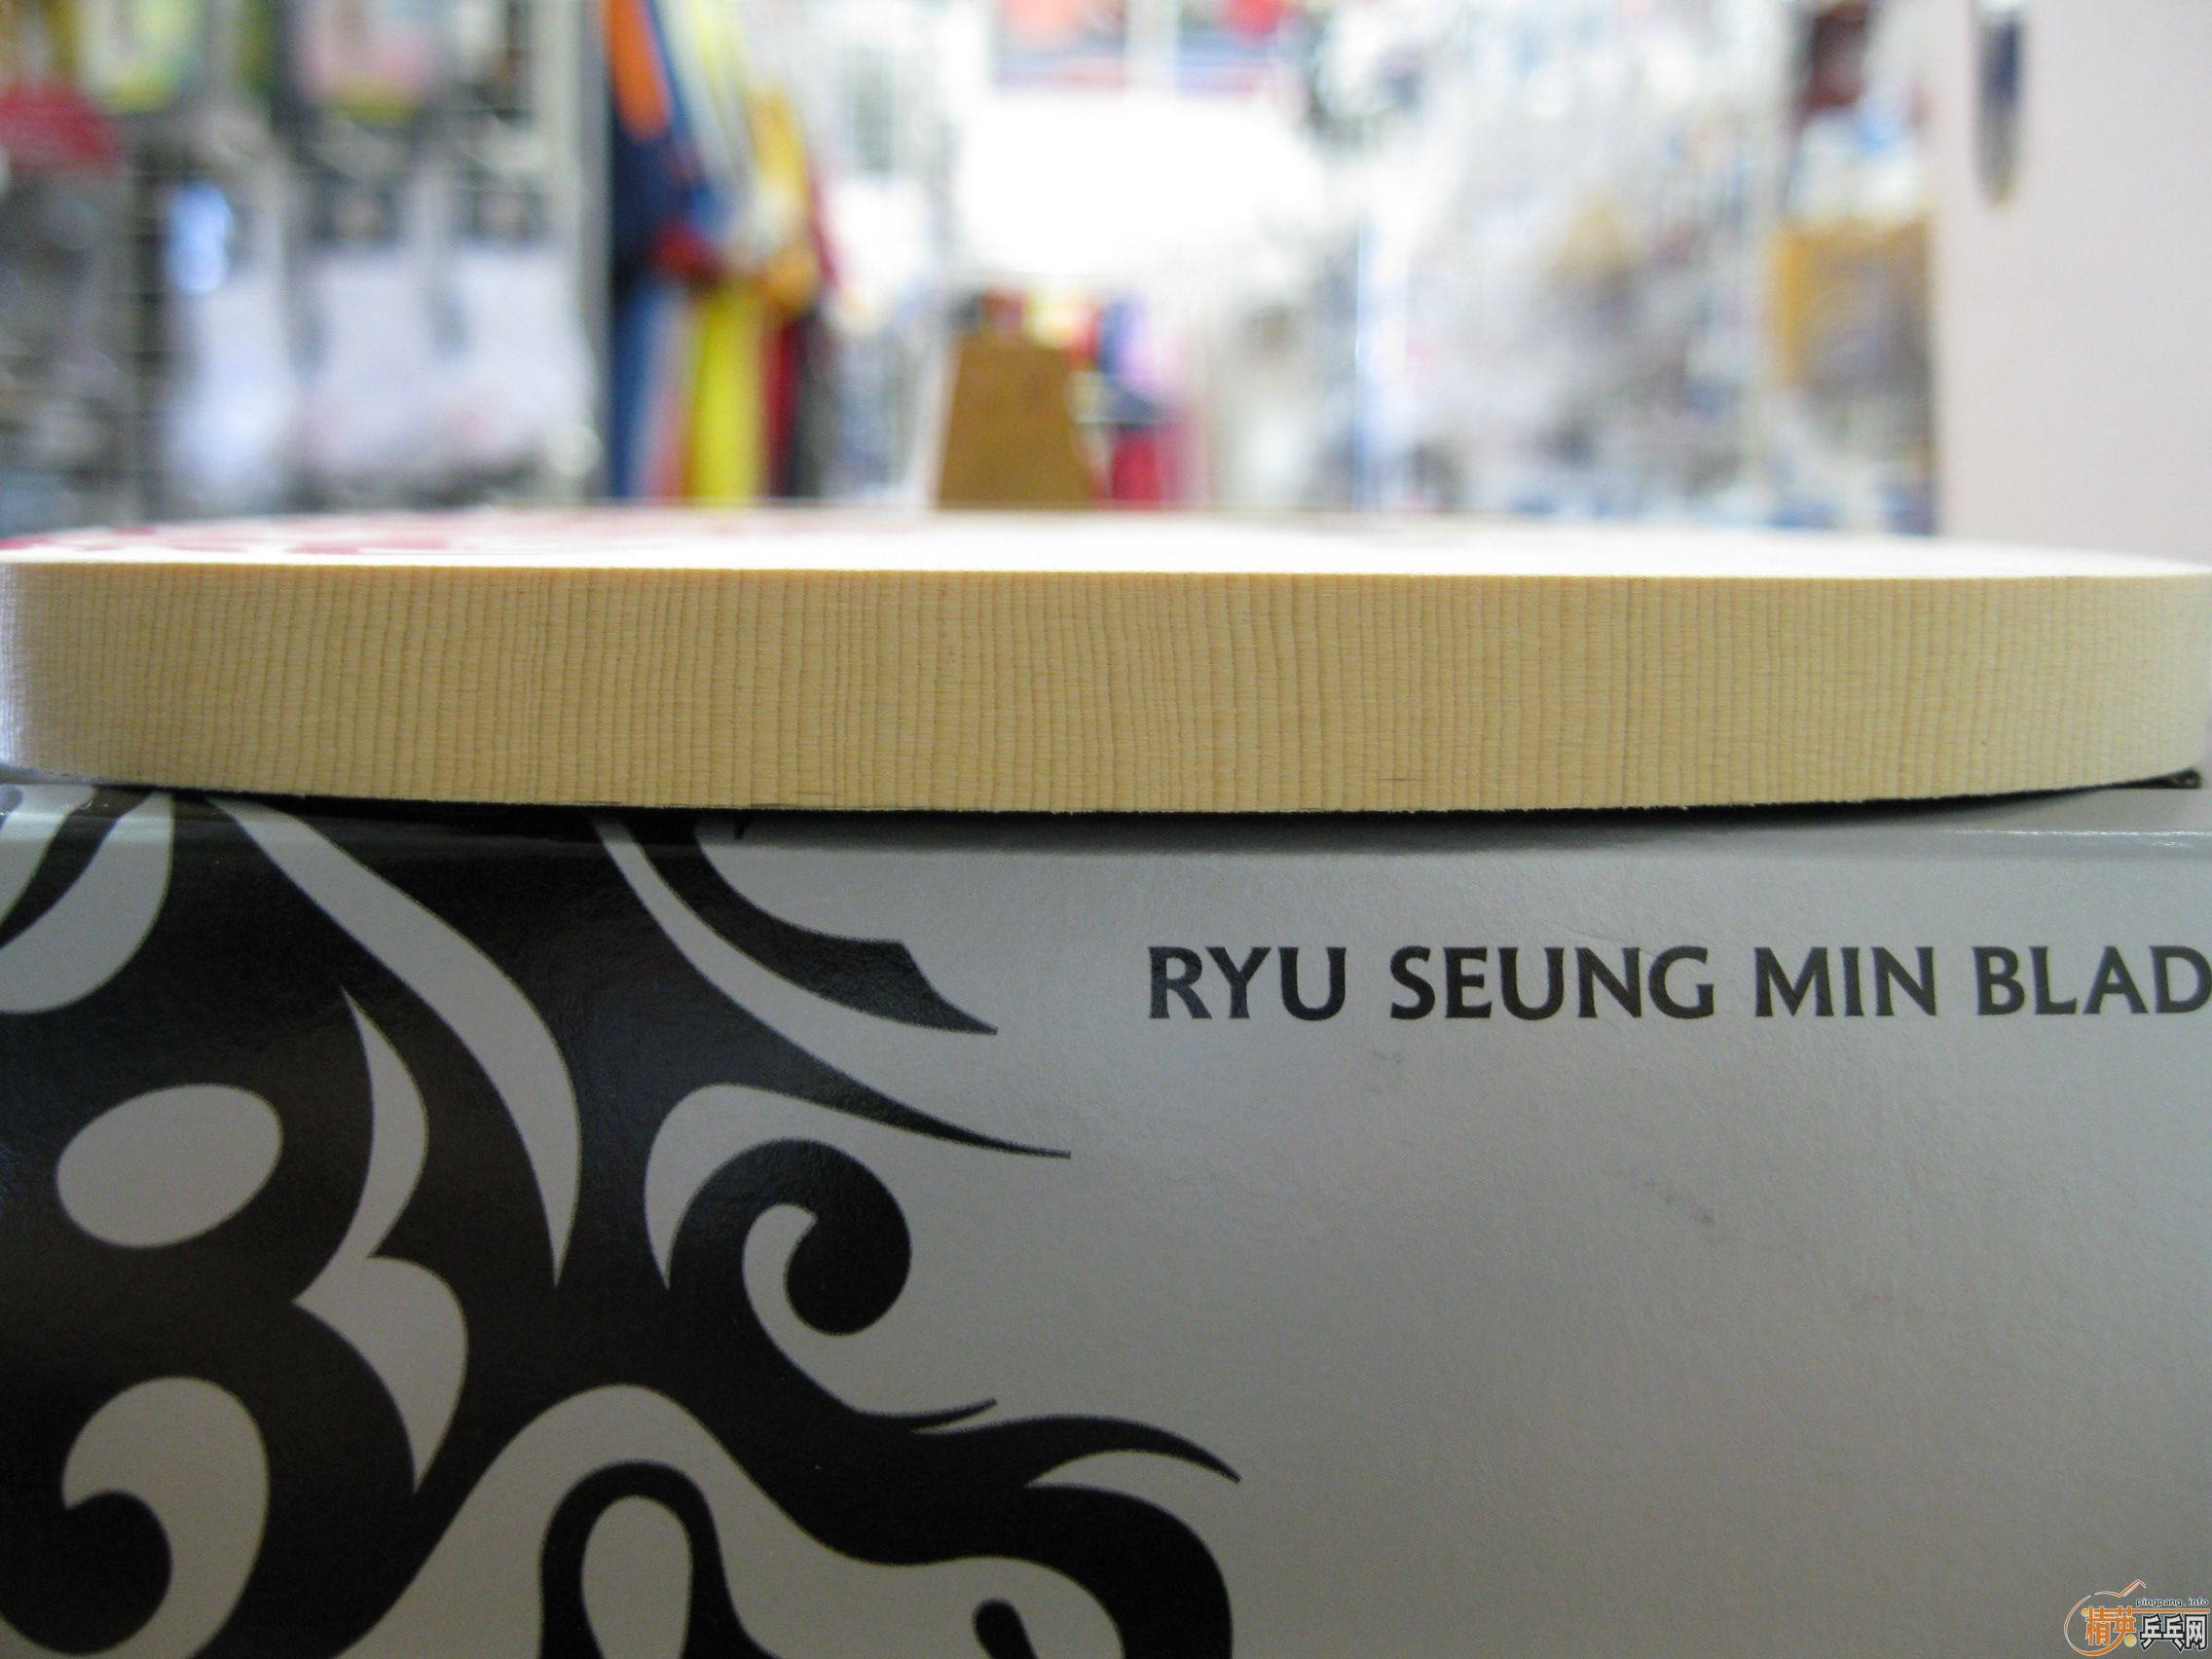 RYU SEUNG MIN BLAD
pingpang.info
精英乒乓网